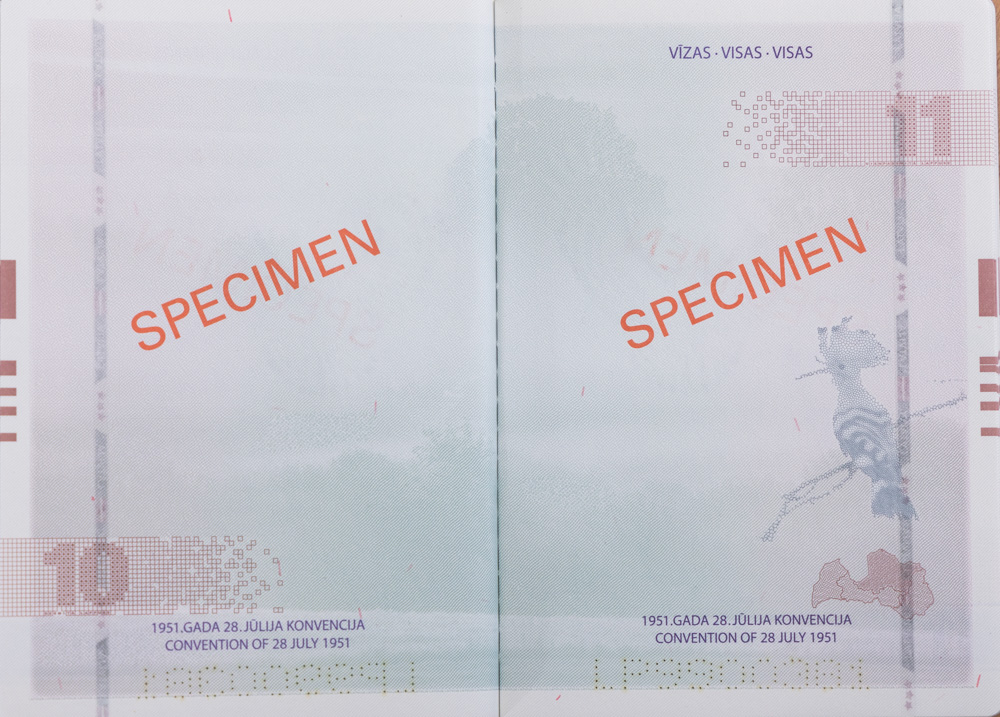 SPECIMEN
10
1951.GADA 28.JŪLIJA KONVENCIJA
CONVENTION OF 28 JULY 1951
VĪZAS · VISAS · VISAS
11
SPECIMEN
1951.GADA 28.JŪLIJA KONVENCIJA
CONVENTION OF 28 JULY 1951